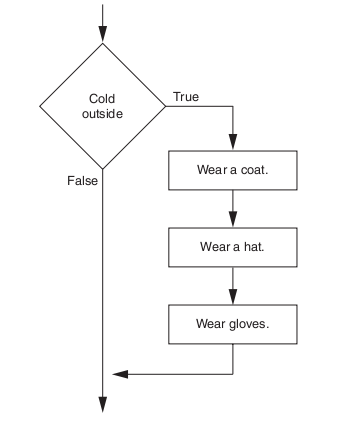 Cold
outside
True
False
Wear a coat.
Wear a hat.
Wear gloves.